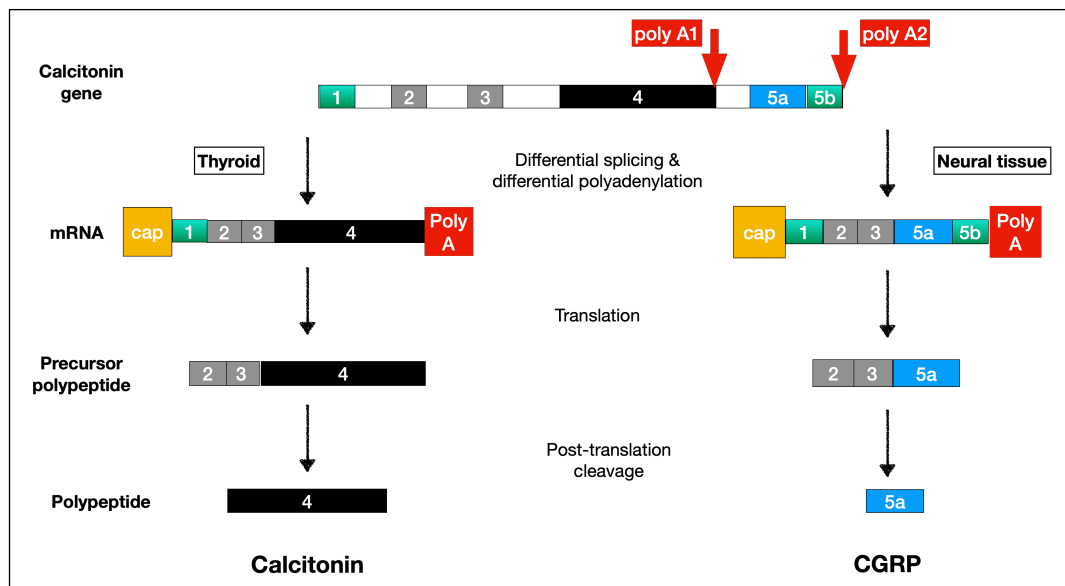 poly A1
poly A2
Calcitonin
gene
1
2
3
4
5a
5b
Thyroid
Differential splicing &
differential polyadenylation
Neural tissue
mRNA
cap
1
2
3
4
Poly
A
cap
1
2
3
5a
5b
Poly
A
Translation
Precursor
polypeptide
2
3
4
2
3
5a
Post-translation
cleavage
Polypeptide
4
5a
Calcitonin
CGRP